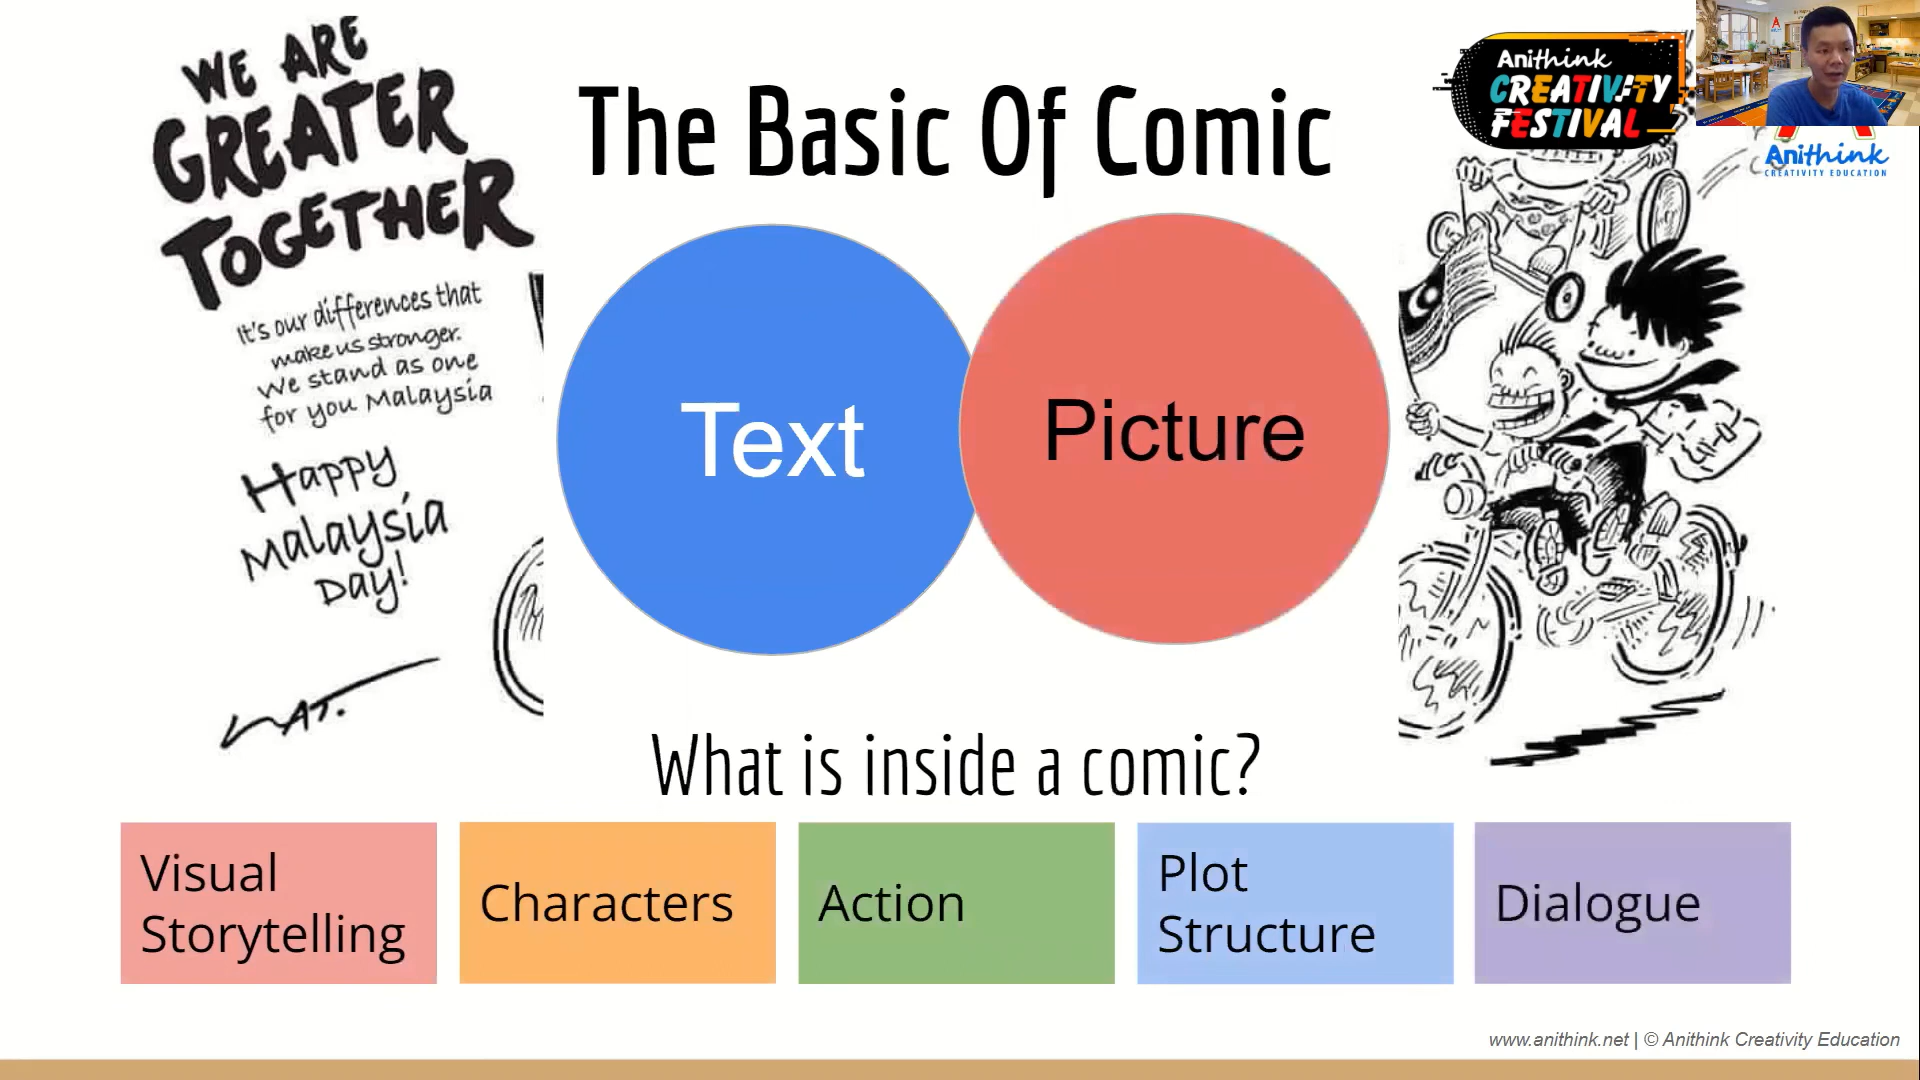 WE ARE
GREATER
TOGETHER
It's our differences that
make us stronger.
We stand as one
for you Malaysia
Happy
Malaysia
Day!
LAT.
The Basic Of Comic
Text
Picture
What is inside a comic?
Visual
Storytelling
Characters
Action
Plot
Structure
Dialogue
Anithink
CREATIVITY
FESTIVAL
Anithink
CREATIVITY EDUCATION
www.anithink.net | © Anithink Creativity Education